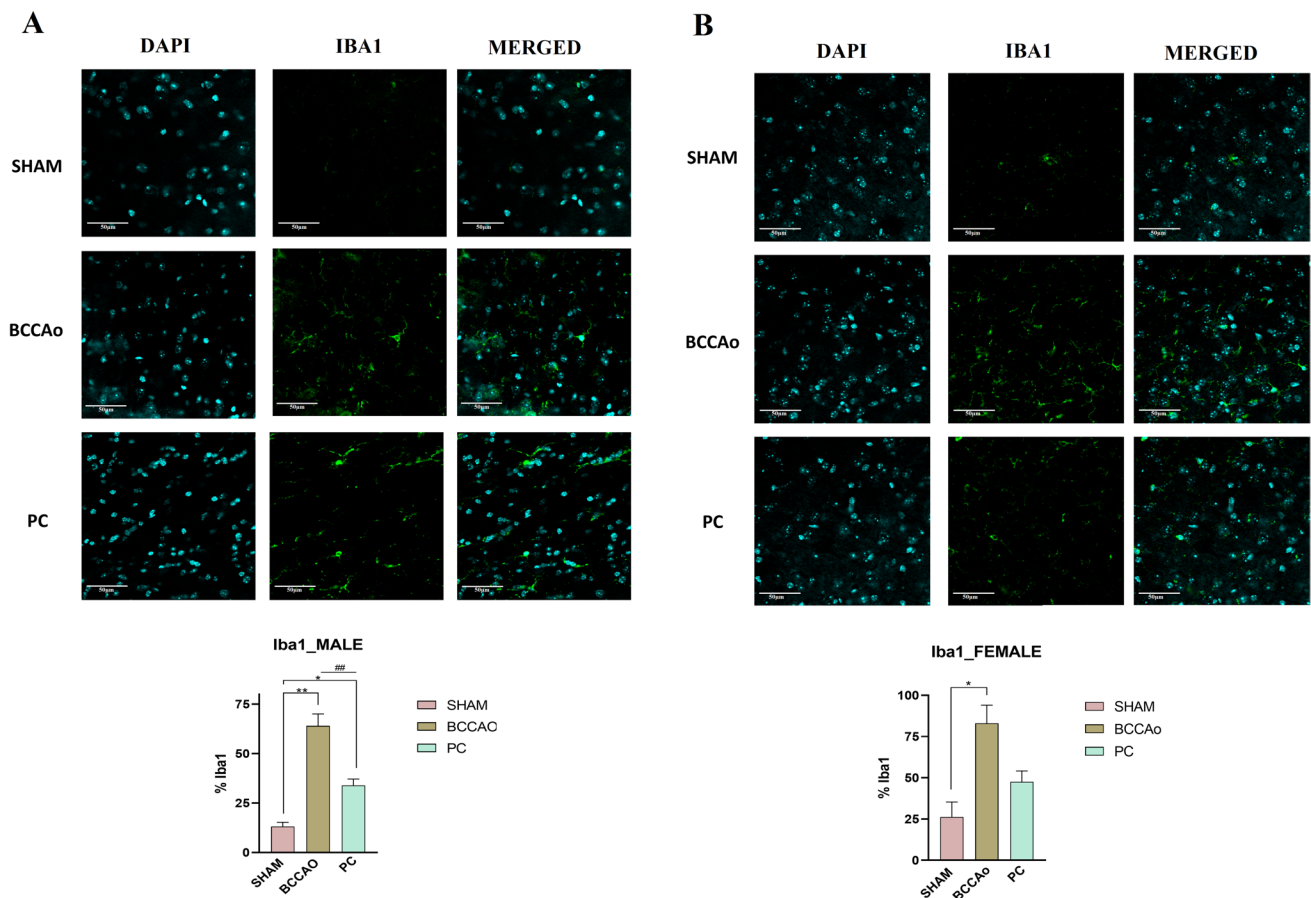 A
DAPI IBA1 MERGED
SHAM
50µm 50µm 50µm
BCCAo
50µm 50µm 50µm
PC
50µm 50µm 50µm
Iba1_MALE
##
*
**
75
50
25
0
% Iba1
SHAM BCCAO PC
SHAM
BCCAO
PC
B
DAPI IBA1 MERGED
SHAM
50µm 50µm 50µm
BCCAo
50µm 50µm 50µm
PC
50µm 50µm 50µm
Iba1_FEMALE
*
100
75
50
25
0
% Iba1
SHAM BCCAo PC
SHAM
BCCAo
PC